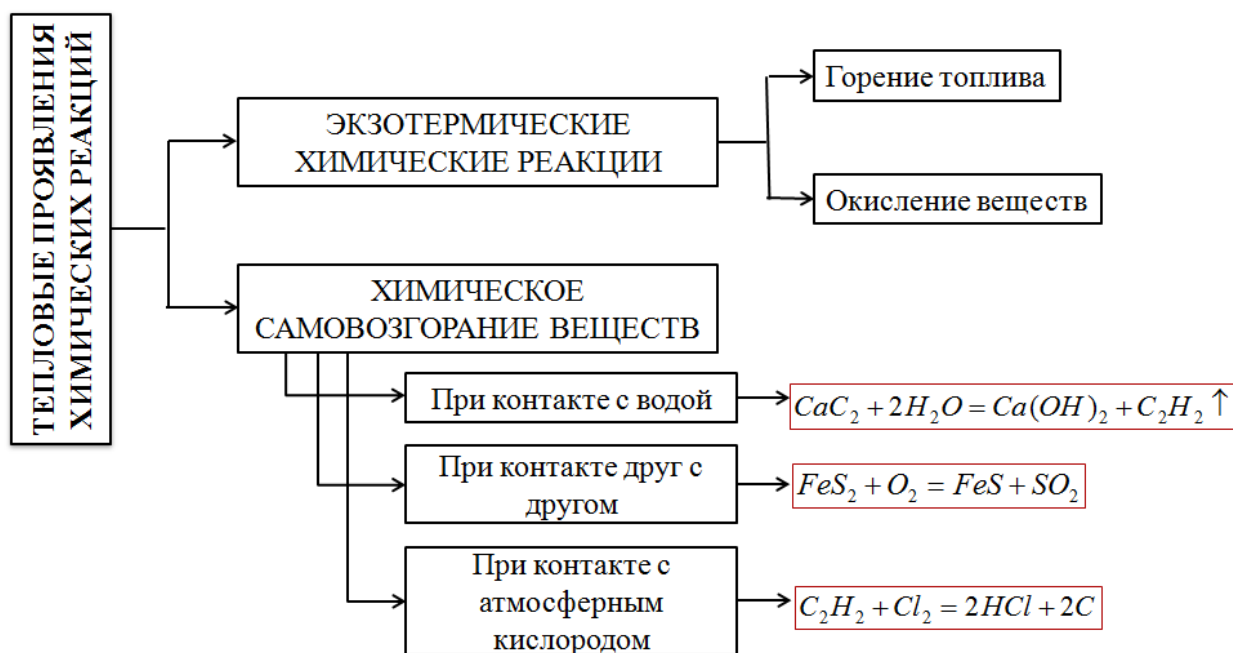 ТЕПЛОВЫЕ ПРОЯВЛЕНИЯ
ХИМИЧЕСКИХ РЕАКЦИЙ
ЭКЗОТЕРМИЧЕСКИЕ
ХИМИЧЕСКИЕ РЕАКЦИИ
Горение топлива
Окисление веществ
ХИМИЧЕСКОЕ
САМОВОЗГОРАНИЕ ВЕЩЕСТВ
При контакте с водой
CaC₂ + 2H₂O = Ca(OH)₂ + C₂H₂ ↑
При контакте друг с
другом
FeS₂ + O₂ = FeS + SO₂
При контакте с
атмосферным
кислородом
C₂H₂ + Cl₂ = 2HCl + 2C